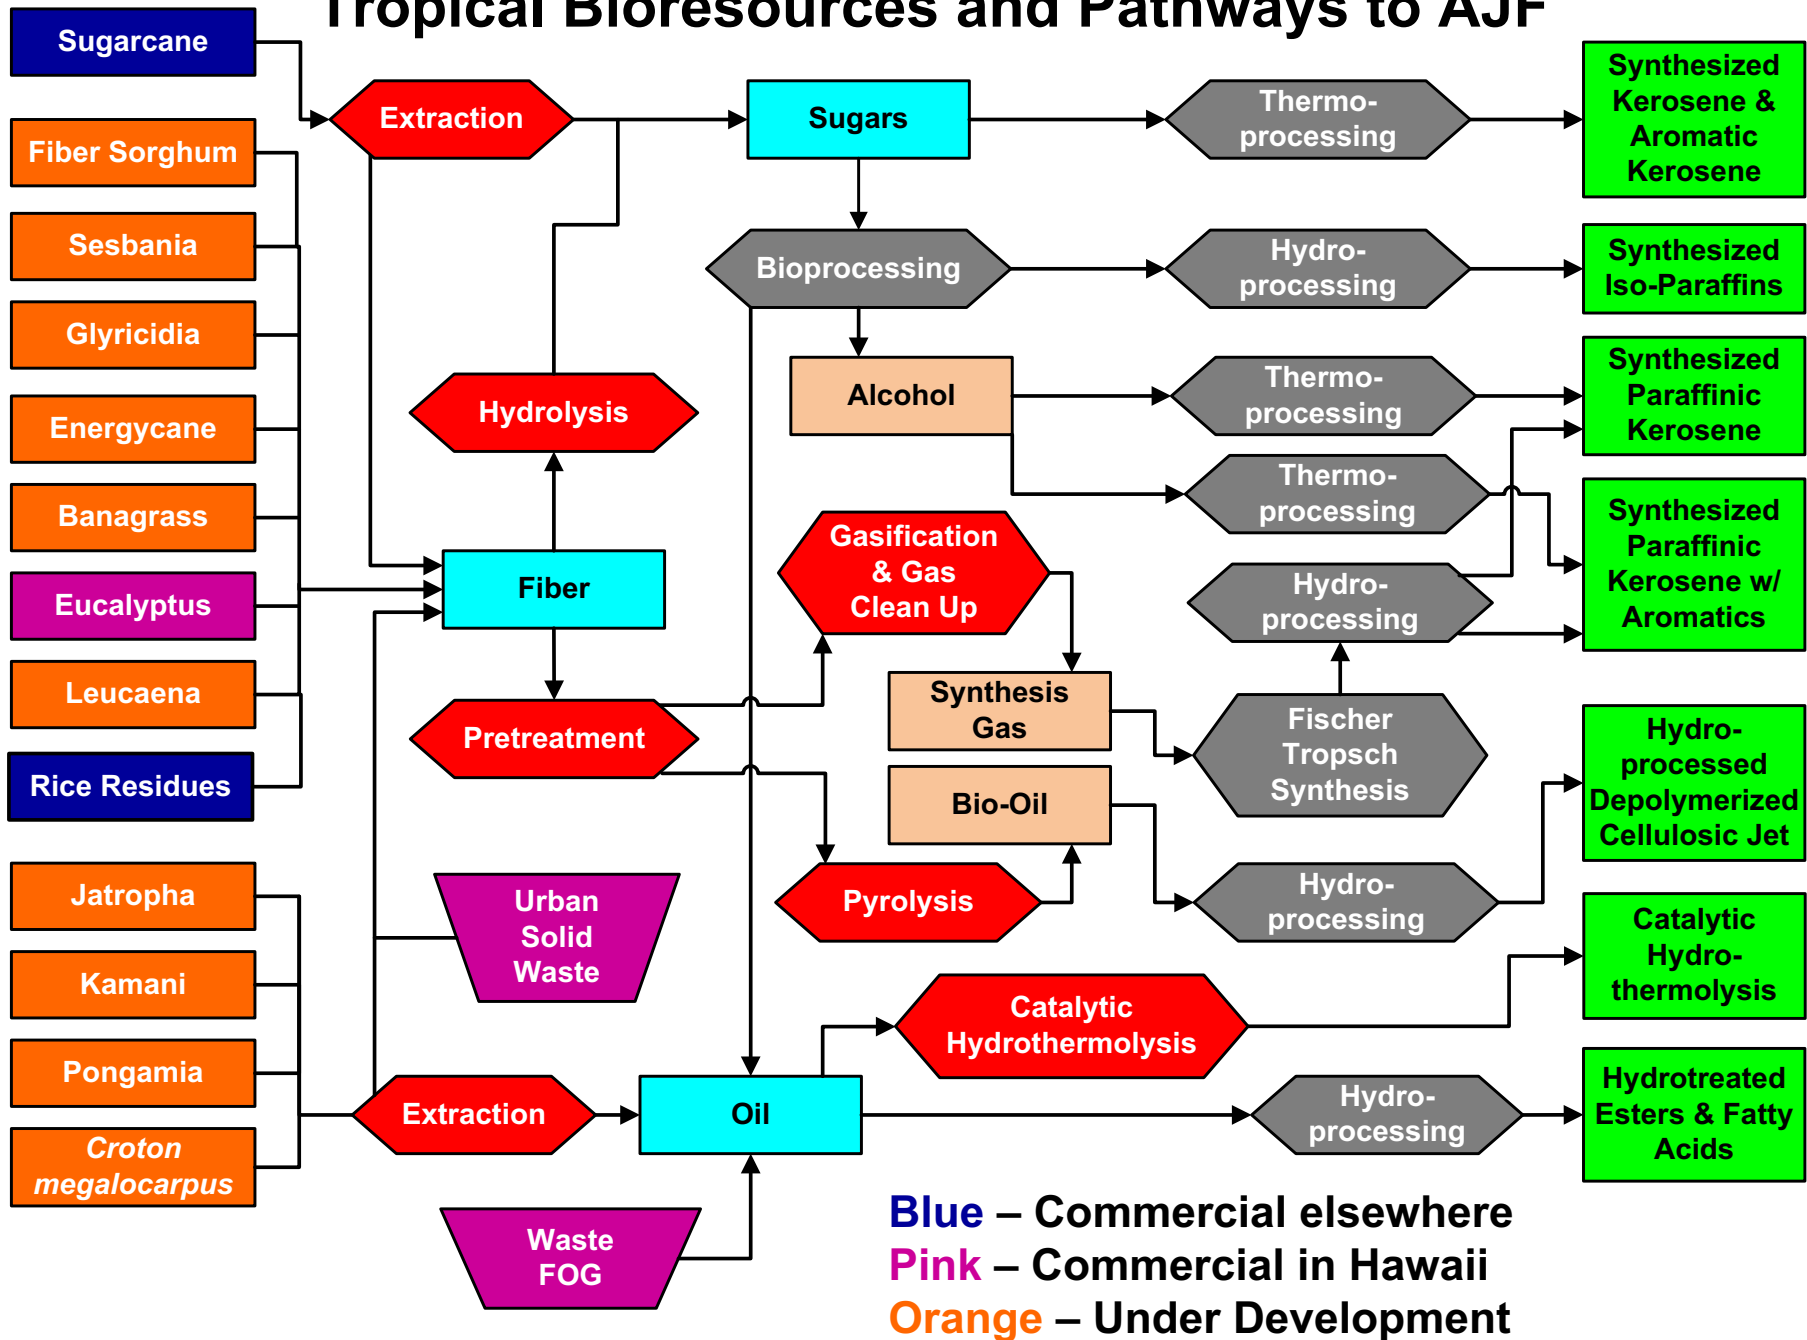 Tropical Bioresources and Pathways to AJF
Sugarcane
Fiber Sorghum
Sesbania
Glyricidia
Energycane
Banagrass
Eucalyptus
Leucaena
Rice Residues
Jatropha
Kamani
Pongamia
Croton
megalocarpus
Extraction
Hydrolysis
Fiber
Pretreatment
Urban
Solid
Waste
Extraction
Waste
FOG
Sugars
Bioprocessing
Alcohol
Gasification
& Gas
Clean Up
Synthesis
Gas
Bio-Oil
Pyrolysis
Catalytic
Hydrothermolysis
Oil
Thermo-
processing
Hydro-
processing
Thermo-
processing
Thermo-
processing
Hydro-
processing
Fischer
Tropsch
Synthesis
Hydro-
processing
Hydro-
processing
Synthesized
Kerosene &
Aromatic
Kerosene
Synthesized
Iso-Paraffins
Synthesized
Paraffinic
Kerosene
Synthesized
Paraffinic
Kerosene w/
Aromatics
Hydro-
processed
Depolymerized
Cellulosic Jet
Catalytic
Hydro-
thermolysis
Hydrotreated
Esters & Fatty
Acids
Blue – Commercial elsewhere
Pink – Commercial in Hawaii
Orange – Under Development